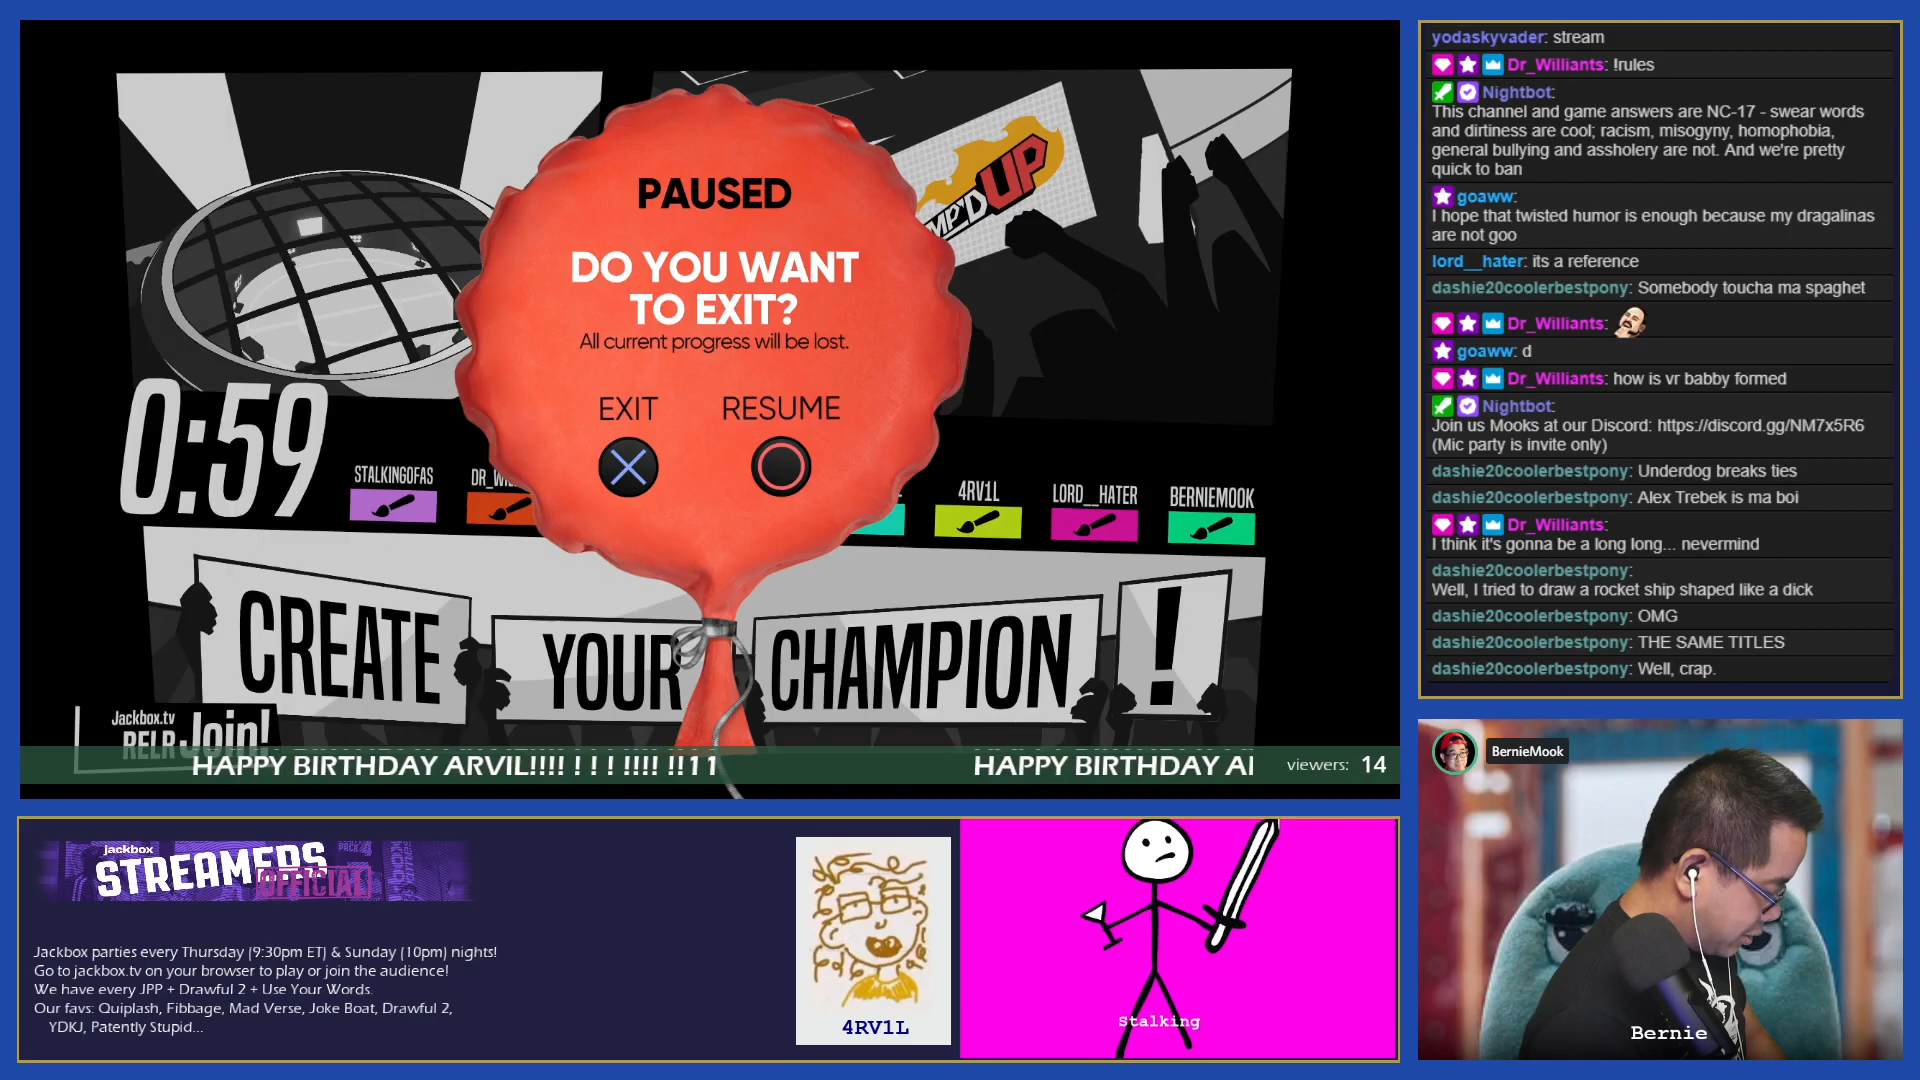 PAUSED
DO YOU WANT
TO EXIT?
All current progress will be lost.
EXIT
RESUME
UP
0:59
STALKINGOFAS
4RV1L
LORD__HATER
BERNIEMOOK
CREATE
YOUR
CHAMPION
!
Jackbox.tv
RELR
Join!
HAPPY BIRTHDAY ARVIL!!!! ! ! ! !!!! !!11
HAPPY BIRTHDAY
viewers: 14
yodaskyvader: stream
Dr_Williants: !rules
Nightbot:
This channel and game answers are NC-17 - swear words
and dirtiness are cool; racism, misogyny, homophobia,
general bullying and assholery are not. And we're pretty
quick to ban
goaww:
I hope that twisted humor is enough because my dragalinas
are not goo
lord__hater: its a reference
dashie20coolerbestpony: Somebody toucha ma spaghet
Dr_Williants:
goaww: d
Dr_Williants: how is vr babby formed
Nightbot:
Join us Mooks at our Discord: https://discord.gg/NM7x5R6
(Mic party is invite only)
dashie20coolerbestpony: Underdog breaks ties
dashie20coolerbestpony: Alex Trebek is ma boi
Dr_Williants:
I think it's gonna be a long long... nevermind
dashie20coolerbestpony:
Well, I tried to draw a rocket ship shaped like a dick
dashie20coolerbestpony: OMG
dashie20coolerbestpony: THE SAME TITLES
dashie20coolerbestpony: Well, crap.
jackbox
STREAMERS
OFFICIAL
Jackbox parties every Thursday (9:30pm ET) & Sunday (10pm) nights!
Go to jackbox.tv on your browser to play or join the audience!
We have every JPP + Drawful 2 + Use Your Words.
Our favs: Quiplash, Fibbage, Mad Verse, Joke Boat, Drawful 2,
YDKJ, Patently Stupid...
4RV1L
Stalking
BernieMook
Bernie